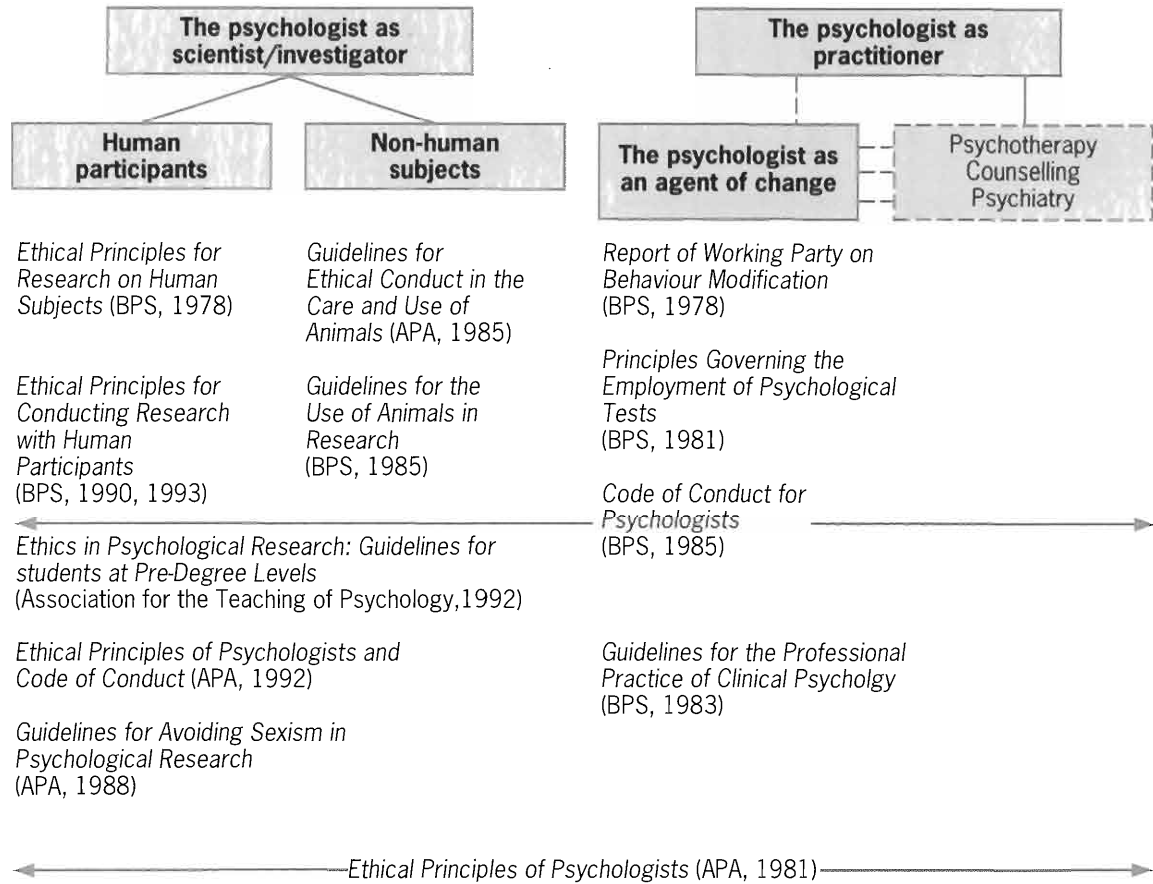 The psychologist as
scientist/investigator
The psychologist as
practitioner
Human
participants
Non-human
subjects
The psychologist as
an agent of change
Psychotherapy
Counselling
Psychiatry
Ethical Principles for
Research on Human
Subjects (BPS, 1978)
Ethical Principles for
Conducting Research
with Human
Participants
(BPS, 1990, 1993)
Guidelines for
Ethical Conduct in the
Care and Use of
Animals (APA, 1985)
Guidelines for the
Use of Animals in
Research
(BPS, 1985)
Report of Working Party on
Behaviour Modification
(BPS, 1978)
Principles Governing the
Employment of Psychological
Tests
(BPS, 1981)
Code of Conduct for
Psychologists
(BPS, 1985)
Ethics in Psychological Research: Guidelines for
students at Pre-Degree Levels
(Association for the Teaching of Psychology,1992)
Ethical Principles of Psychologists and
Code of Conduct (APA, 1992)
Guidelines for Avoiding Sexism in
Psychological Research
(APA, 1988)
Guidelines for the Professional
Practice of Clinical Psycholgy
(BPS, 1983)
Ethical Principles of Psychologists (APA, 1981)